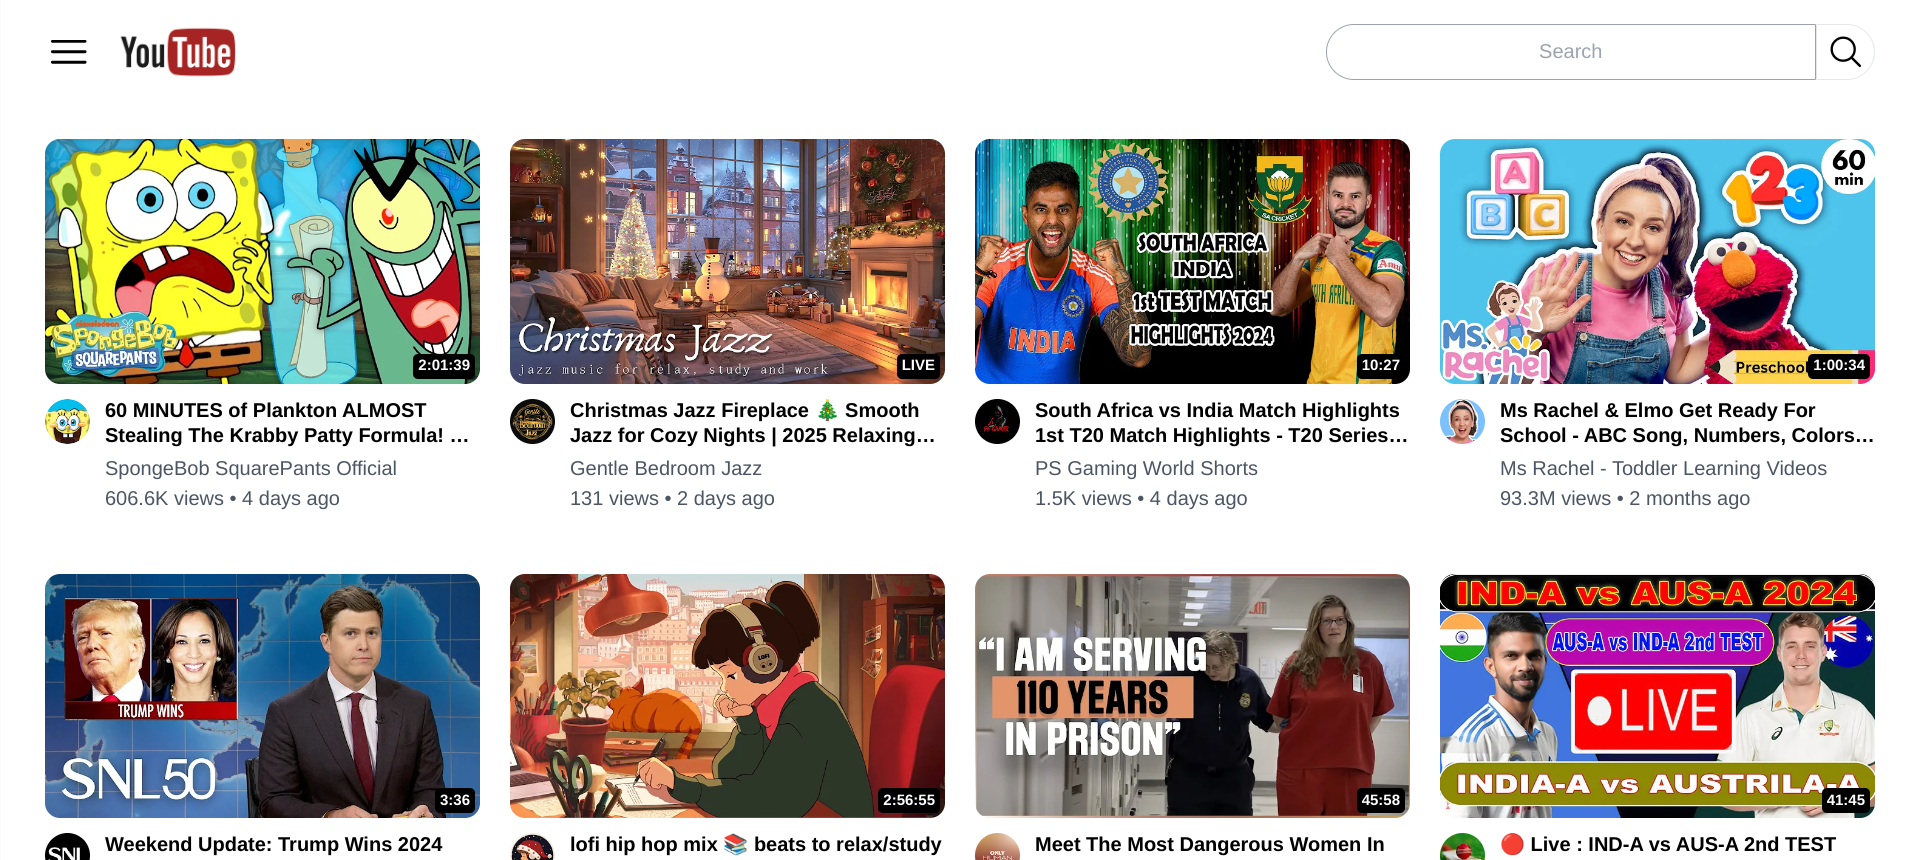 YouTube
Search
nickelodeon
SpongeBob
SQUAREPANTS
2:01:39
60 MINUTES of Plankton ALMOST
Stealing The Krabby Patty Formula! ...
SpongeBob SquarePants Official
606.6K views • 4 days ago
Christmas Jazz
jazz music for relax, study and work
LIVE
Christmas Jazz Fireplace 🎄 Smooth
Jazz for Cozy Nights | 2025 Relaxing...
Gentle Bedroom Jazz
131 views • 2 days ago
SA CRICKET
SOUTH AFRICA
INDIA
1st TEST MATCH
HIGHLIGHTS 2024
INDIA
10:27
South Africa vs India Match Highlights
1st T20 Match Highlights - T20 Series...
PS Gaming World Shorts
1.5K views • 4 days ago
A
B C
123
60
min
Ms.
Rachel
Preschool
1:00:34
Ms Rachel & Elmo Get Ready For
School - ABC Song, Numbers, Colors...
Ms Rachel - Toddler Learning Videos
93.3M views • 2 months ago
TRUMP WINS
SNL50
3:36
SNL
Weekend Update: Trump Wins 2024
LOFI
2:56:55
lofi hip hop mix 📚 beats to relax/study
“I AM SERVING
110 YEARS
IN PRISON”
45:58
ONLY
HUMAN
Meet The Most Dangerous Women In
IND-A vs AUS-A 2024
AUS-A vs IND-A 2nd TEST
LIVE
INDIA-A vs AUSTRILA-A
41:45
🔴 Live : IND-A vs AUS-A 2nd TEST